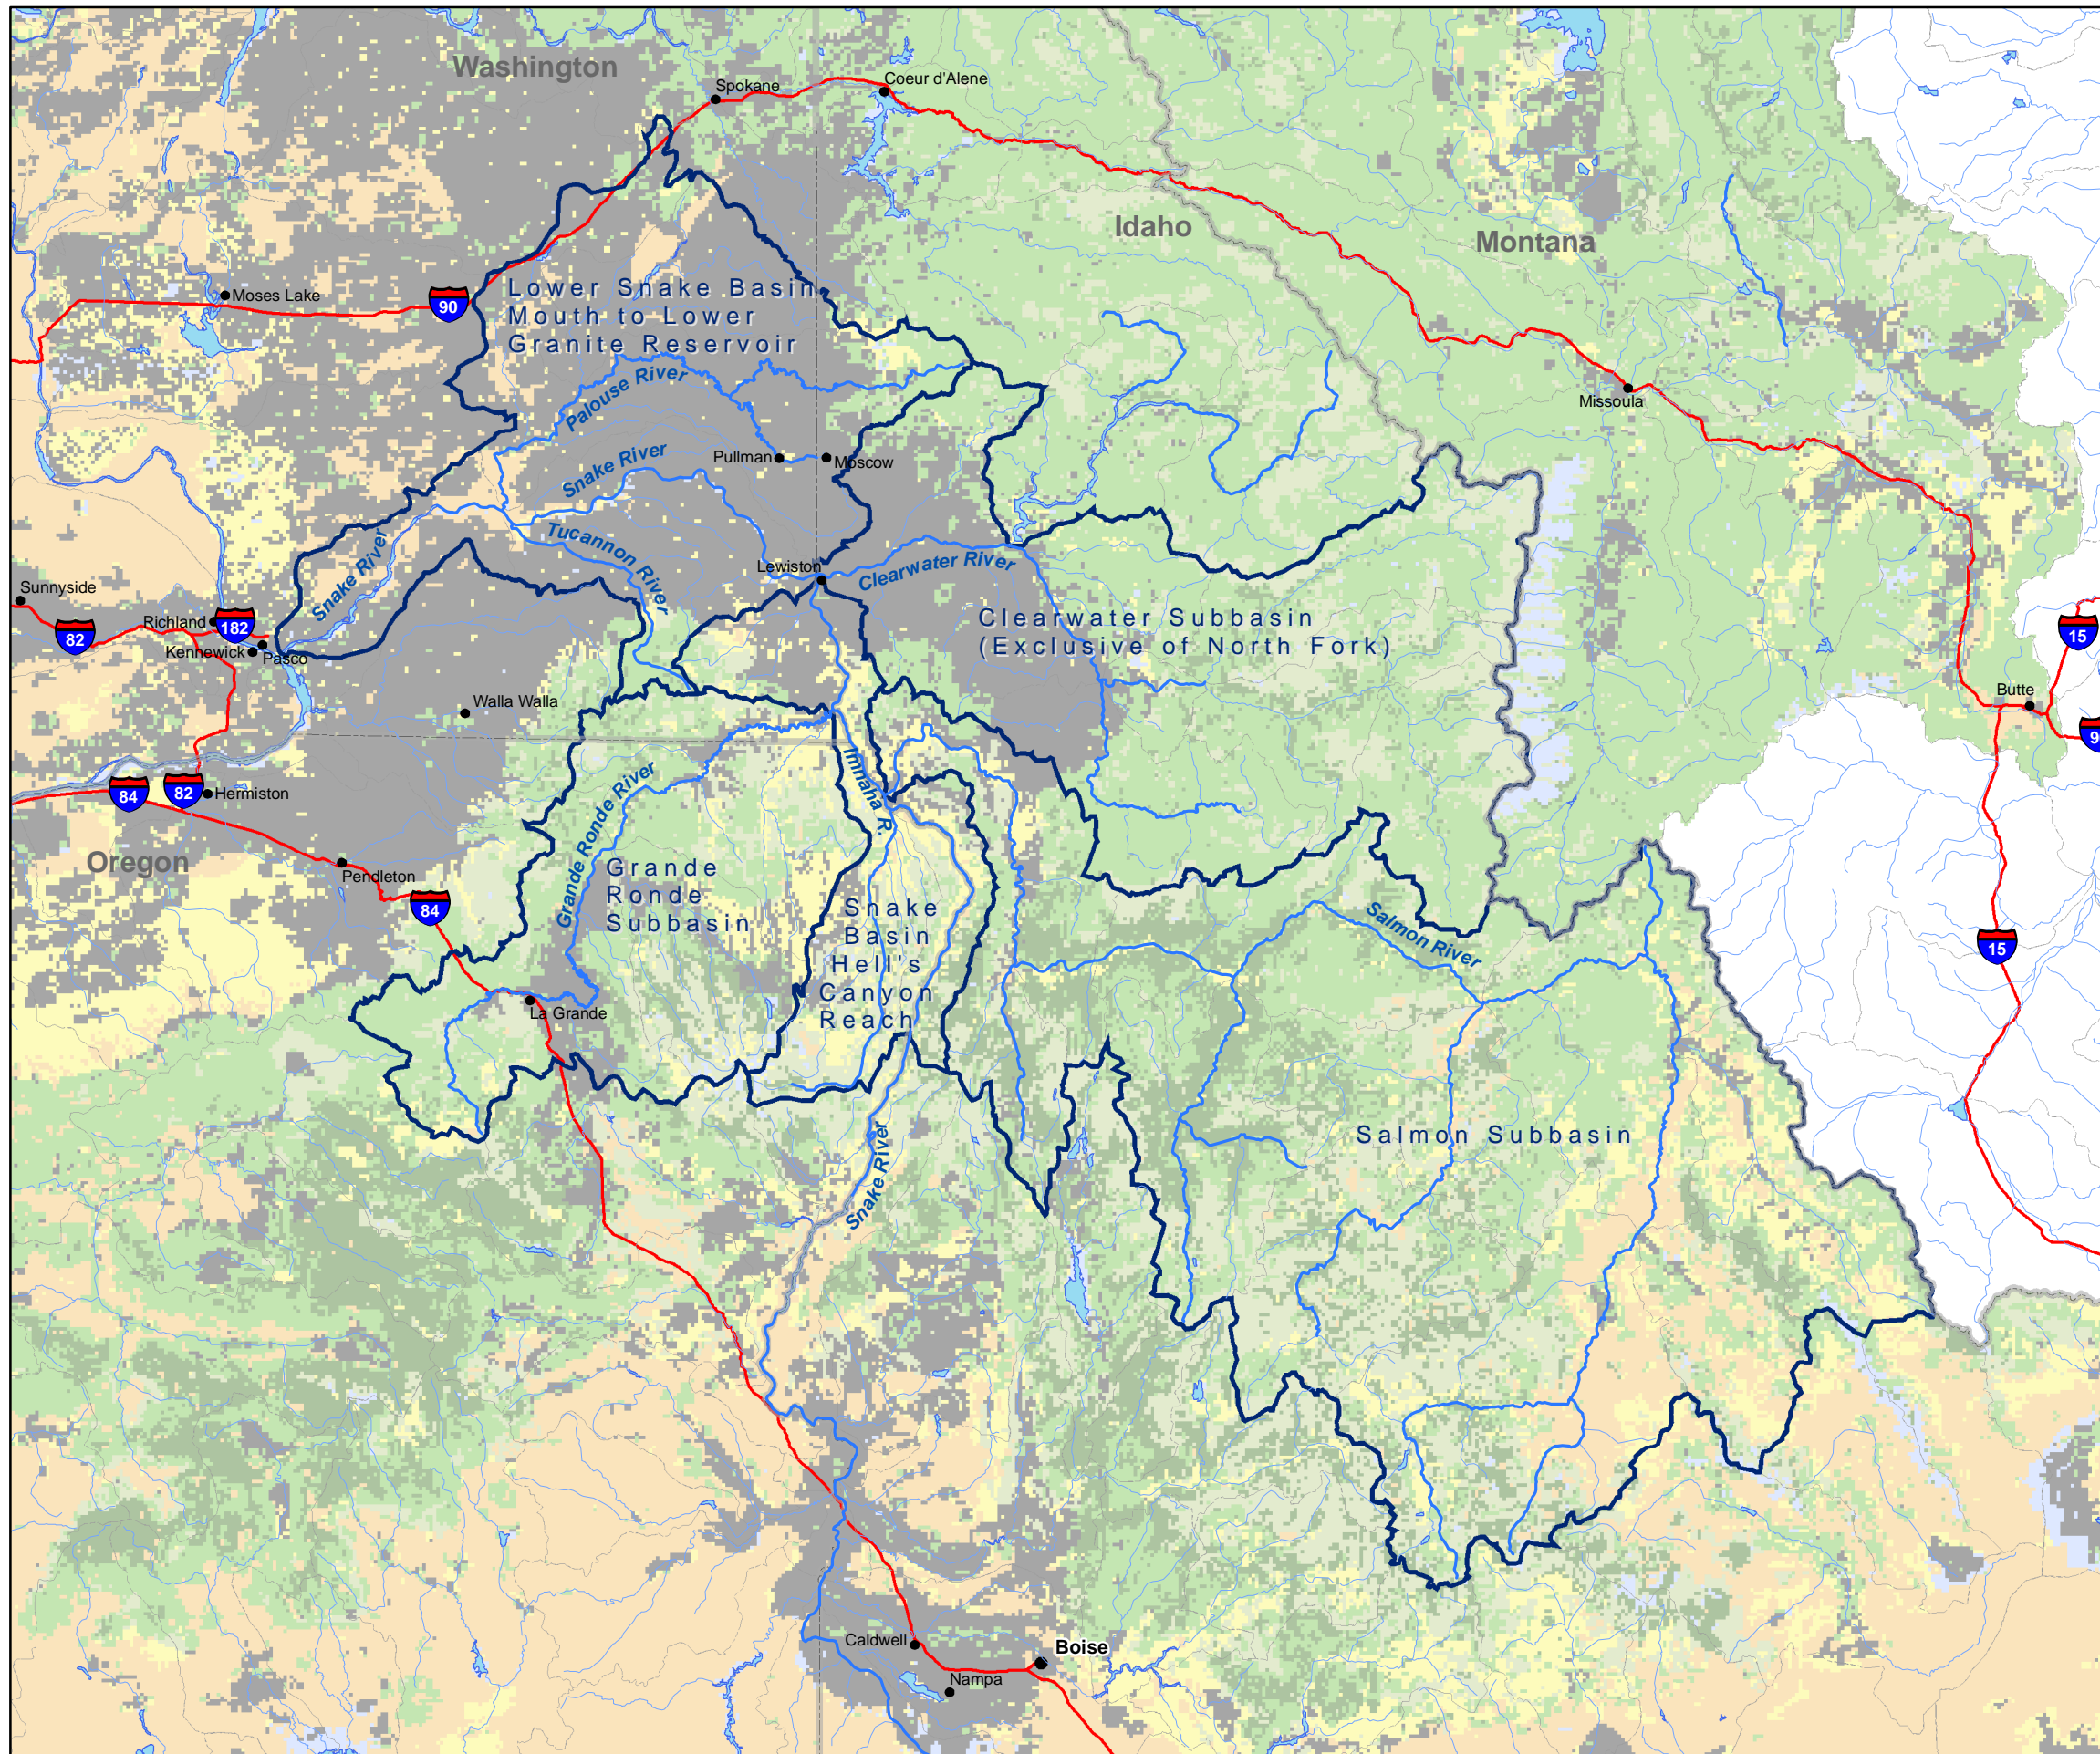 Washington
Spokane
Coeur d'Alene
Idaho
Montana
Moses Lake
90
Lower Snake Basin
Mouth to Lower
Granite Reservoir
Palouse River
Missoula
Snake River
Pullman
Moscow
Tucannon River
Snake River
Lewiston
Clearwater River
Sunnyside
82
Richland
182
Kennewick
Pasco
Clearwater Subbasin
(Exclusive of North Fork)
15
Butte
9
Walla Walla
84
82
Hermiston
Imnaha R.
Grande Ronde River
Oregon
Pendleton
84
Grande
Ronde
Subbasin
Snake
Basin
Hell's
Canyon
Reach
Salmon River
15
La Grande
Salmon Subbasin
Snake River
Caldwell
Boise
Nampa